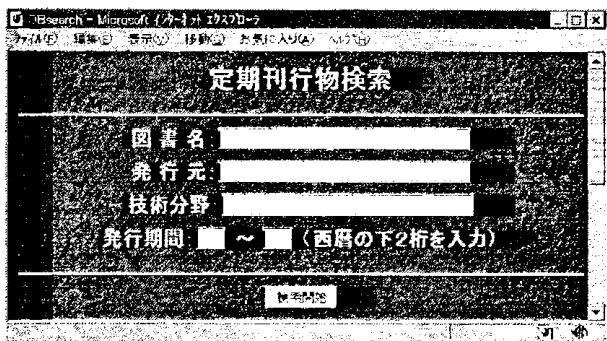 DBsearch - Microsoft インターネット エクスプローラ
ファイル(F) 編集(E) 表示(V) 移動(G) お気に入り(A) ヘルプ(H)
定期刊行物検索
図書名:
発行元:
技術分野
発行期間 ～ (西暦の下2桁を入力)
検索開始